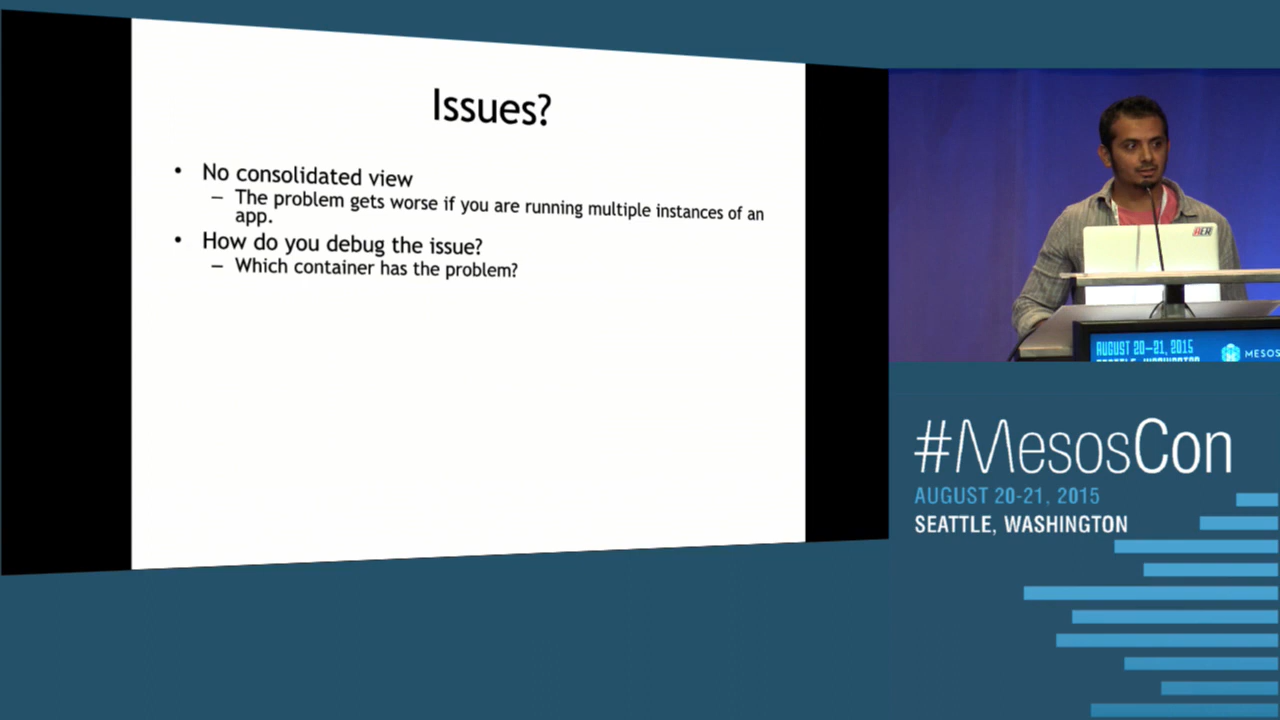 Issues?
• No consolidated view
– The problem gets worse if you are running multiple instances of an
app.
• How do you debug the issue?
– Which container has the problem?
AUGUST 20–21, 2015
MESOS
#MesosCon
AUGUST 20-21, 2015
SEATTLE, WASHINGTON